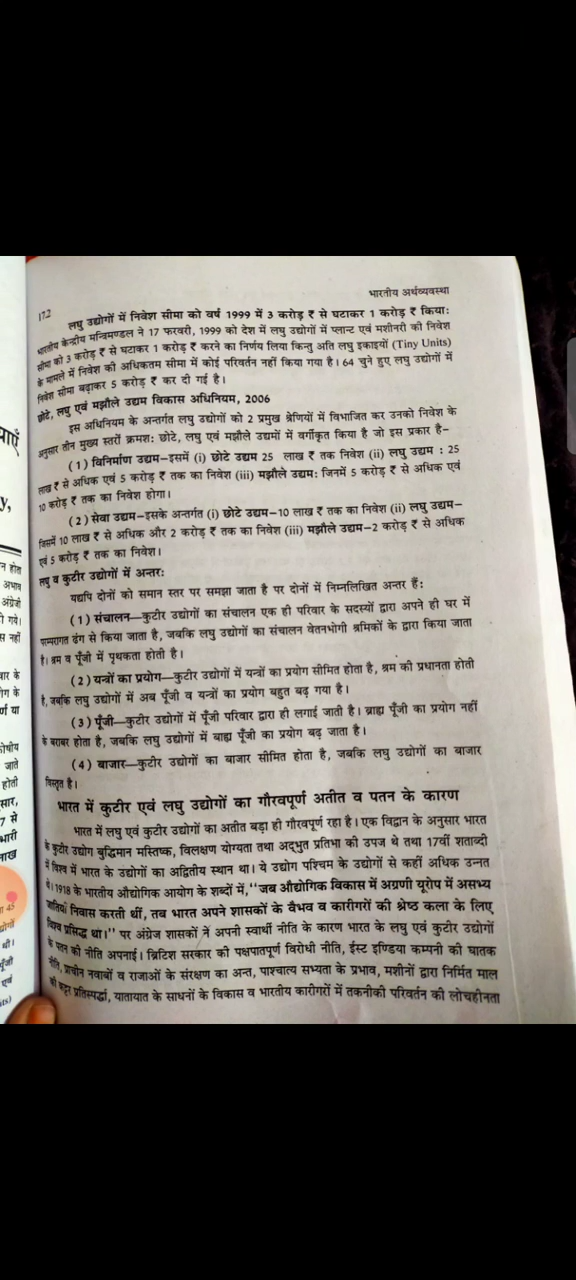 भारतीय अर्थव्यवस्था
17.2
लघु उद्योगों में निवेश सीमा को वर्ष 1999 में 3 करोड़ ₹ से घटाकर 1 करोड़ ₹ कियाः
भारतीय केन्द्रीय मन्त्रिमण्डल ने 17 फरवरी, 1999 को देश में लघु उद्योगों में प्लान्ट एवं मशीनरी की निवेश
सीमा को 3 करोड़ ₹ से घटाकर 1 करोड़ ₹ करने का निर्णय लिया किन्तु अति लघु इकाइयों (Tiny Units)
के मामले में निवेश की अधिकतम सीमा में कोई परिवर्तन नहीं किया गया है। 64 चुने हुए लघु उद्योगों में
निवेश सीमा बढ़ाकर 5 करोड़ ₹ कर दी गई है।
छोटे, लघु एवं मझौले उद्यम विकास अधिनियम, 2006
इस अधिनियम के अन्तर्गत लघु उद्योगों को 2 प्रमुख श्रेणियों में विभाजित कर उनको निवेश के
अनुसार तीन मुख्य स्तरों क्रमशः छोटे, लघु एवं मझौले उद्यमों में वर्गीकृत किया है जो इस प्रकार है–
(1) विनिर्माण उद्यम–इसमें (i) छोटे उद्यम 25 लाख ₹ तक निवेश (ii) लघु उद्यम : 25
लाख ₹ से अधिक एवं 5 करोड़ ₹ तक का निवेश (iii) मझौले उद्यमः जिनमें 5 करोड़ ₹ से अधिक एवं
10 करोड़ ₹ तक का निवेश होगा।
(2) सेवा उद्यम–इसके अन्तर्गत (i) छोटे उद्यम–10 लाख ₹ तक का निवेश (ii) लघु उद्यम–
जिसमें 10 लाख ₹ से अधिक और 2 करोड़ ₹ तक का निवेश (iii) मझौले उद्यम–2 करोड़ ₹ से अधिक
एवं 5 करोड़ ₹ तक का निवेश।
लघु व कुटीर उद्योगों में अन्तरः
यद्यपि दोनों को समान स्तर पर समझा जाता है पर दोनों में निम्नलिखित अन्तर हैंः
(1) संचालन—कुटीर उद्योगों का संचालन एक ही परिवार के सदस्यों द्वारा अपने ही घर में
परम्परागत ढंग से किया जाता है, जबकि लघु उद्योगों का संचालन वेतनभोगी श्रमिकों के द्वारा किया जाता
है। श्रम व पूँजी में पृथकता होती है।
(2) यन्त्रों का प्रयोग—कुटीर उद्योगों में यन्त्रों का प्रयोग सीमित होता है, श्रम की प्रधानता होती
है, जबकि लघु उद्योगों में अब पूँजी व यन्त्रों का प्रयोग बहुत बढ़ गया है।
(3) पूँजी—कुटीर उद्योगों में पूँजी परिवार द्वारा ही लगाई जाती है। ब्राह्य पूँजी का प्रयोग नहीं
के बराबर होता है, जबकि लघु उद्योगों में बाह्य पूँजी का प्रयोग बढ़ जाता है।
(4) बाजार—कुटीर उद्योगों का बाजार सीमित होता है, जबकि लघु उद्योगों का बाजार
विस्तृत है।
भारत में कुटीर एवं लघु उद्योगों का गौरवपूर्ण अतीत व पतन के कारण
भारत में लघु एवं कुटीर उद्योगों का अतीत बड़ा ही गौरवपूर्ण रहा है। एक विद्वान के अनुसार भारत
के कुटीर उद्योग बुद्धिमान मस्तिष्क, विलक्षण योग्यता तथा अद्भुत प्रतिभा की उपज थे तथा 17वीं शताब्दी
में विश्व में भारत के उद्योगों का अद्वितीय स्थान था। ये उद्योग पश्चिम के उद्योगों से कहीं अधिक उन्नत
थे। 1918 के भारतीय औद्योगिक आयोग के शब्दों में, "जब औद्योगिक विकास में अग्रणी यूरोप में असभ्य
जातियाँ निवास करती थीं, तब भारत अपने शासकों के वैभव व कारीगरों की श्रेष्ठ कला के लिए
विश्व प्रसिद्ध था।" पर अंग्रेज शासकों ने अपनी स्वार्थी नीति के कारण भारत के लघु एवं कुटीर उद्योगों
के पतन की नीति अपनाई। ब्रिटिश सरकार की पक्षपातपूर्ण विरोधी नीति, ईस्ट इण्डिया कम्पनी की घातक
नीति, प्राचीन नवाबों व राजाओं के संरक्षण का अन्त, पाश्चात्य सभ्यता के प्रभाव, मशीनों द्वारा निर्मित माल
की कट्टर प्रतिस्पर्द्धा, यातायात के साधनों के विकास व भारतीय कारीगरों में तकनीकी परिवर्तन की लोचहीनता